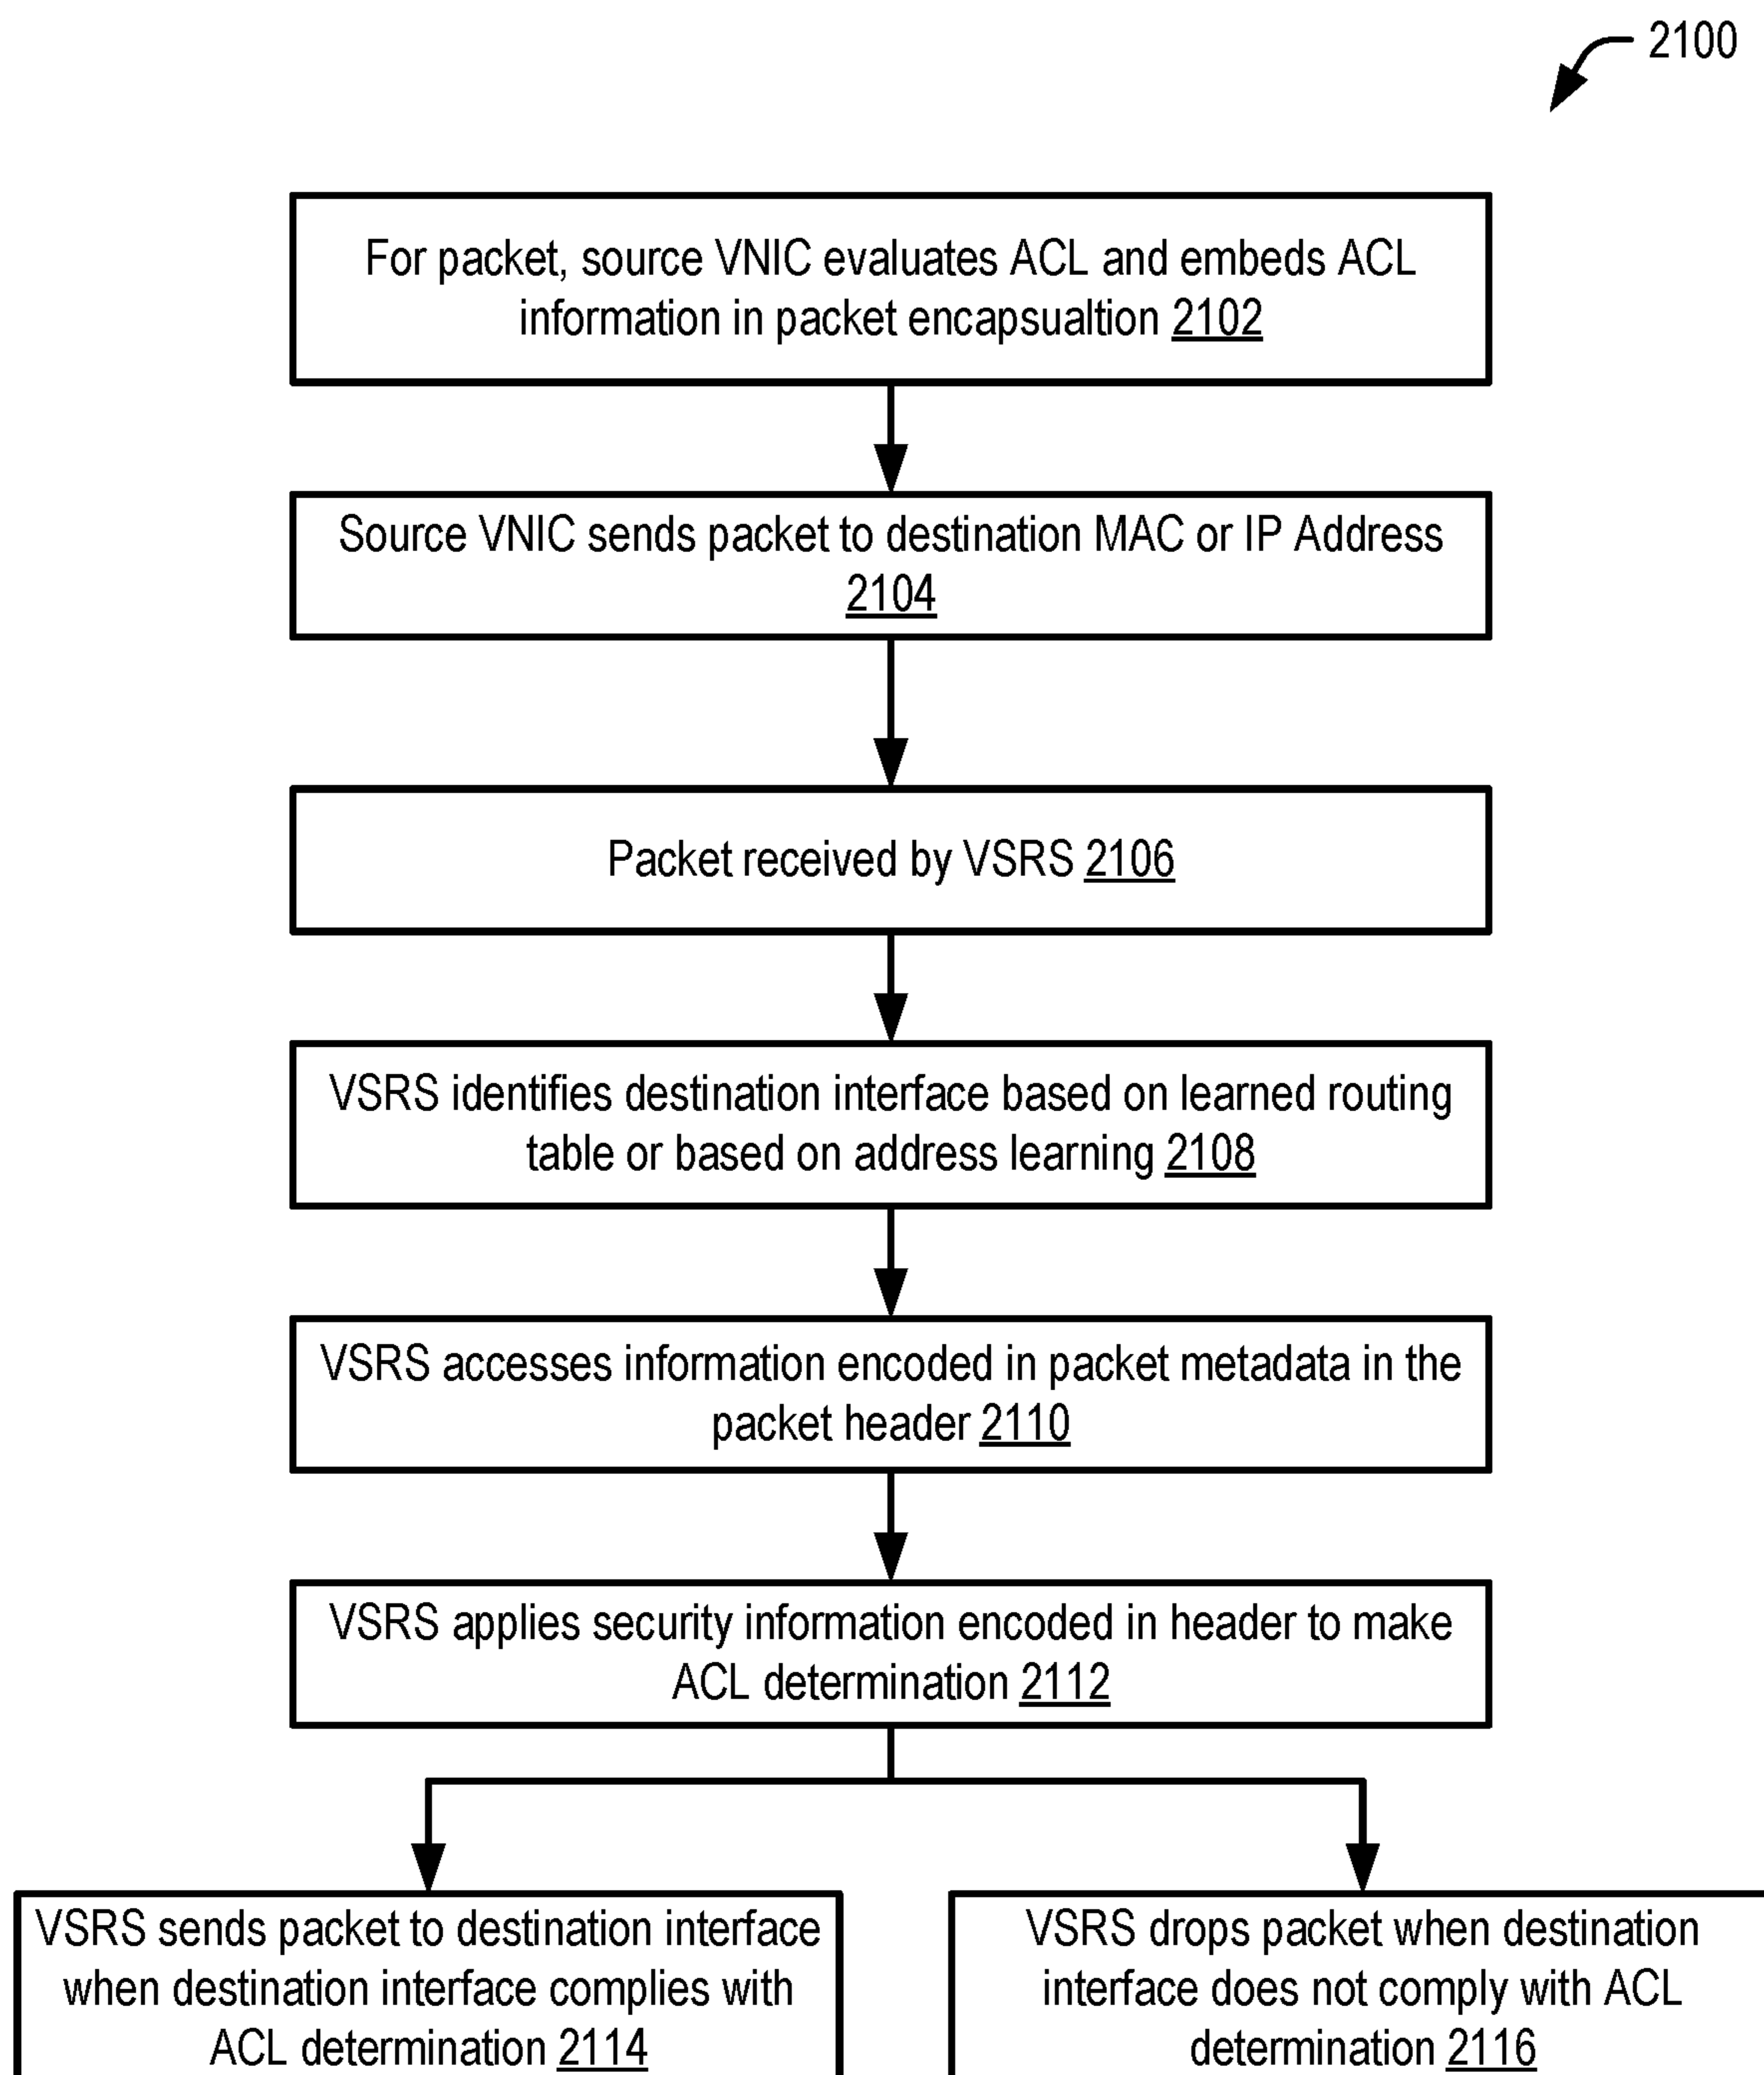 2100
For packet, source VNIC evaluates ACL and embeds ACL
information in packet encapsualtion 2102
Source VNIC sends packet to destination MAC or IP Address
2104
Packet received by VSRS 2106
VSRS identifies destination interface based on learned routing
table or based on address learning 2108
VSRS accesses information encoded in packet metadata in the
packet header 2110
VSRS applies security information encoded in header to make
ACL determination 2112
VSRS sends packet to destination interface
when destination interface complies with
ACL determination 2114
VSRS drops packet when destination
interface does not comply with ACL
determination 2116